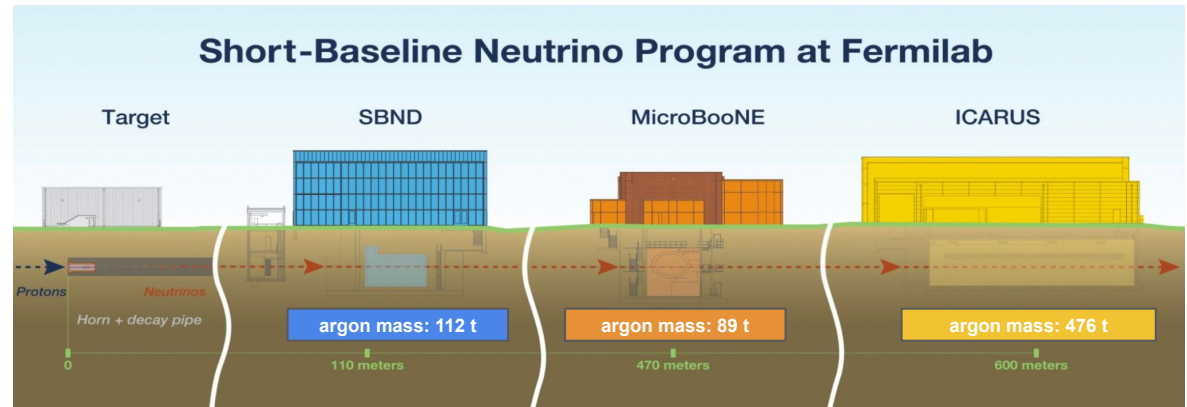 Short-Baseline Neutrino Program at Fermilab
Target
SBND
MicroBooNE
ICARUS
Protons
Neutrinos
Horn + decay pipe
argon mass: 112 t
argon mass: 89 t
argon mass: 476 t
0
110 meters
470 meters
600 meters